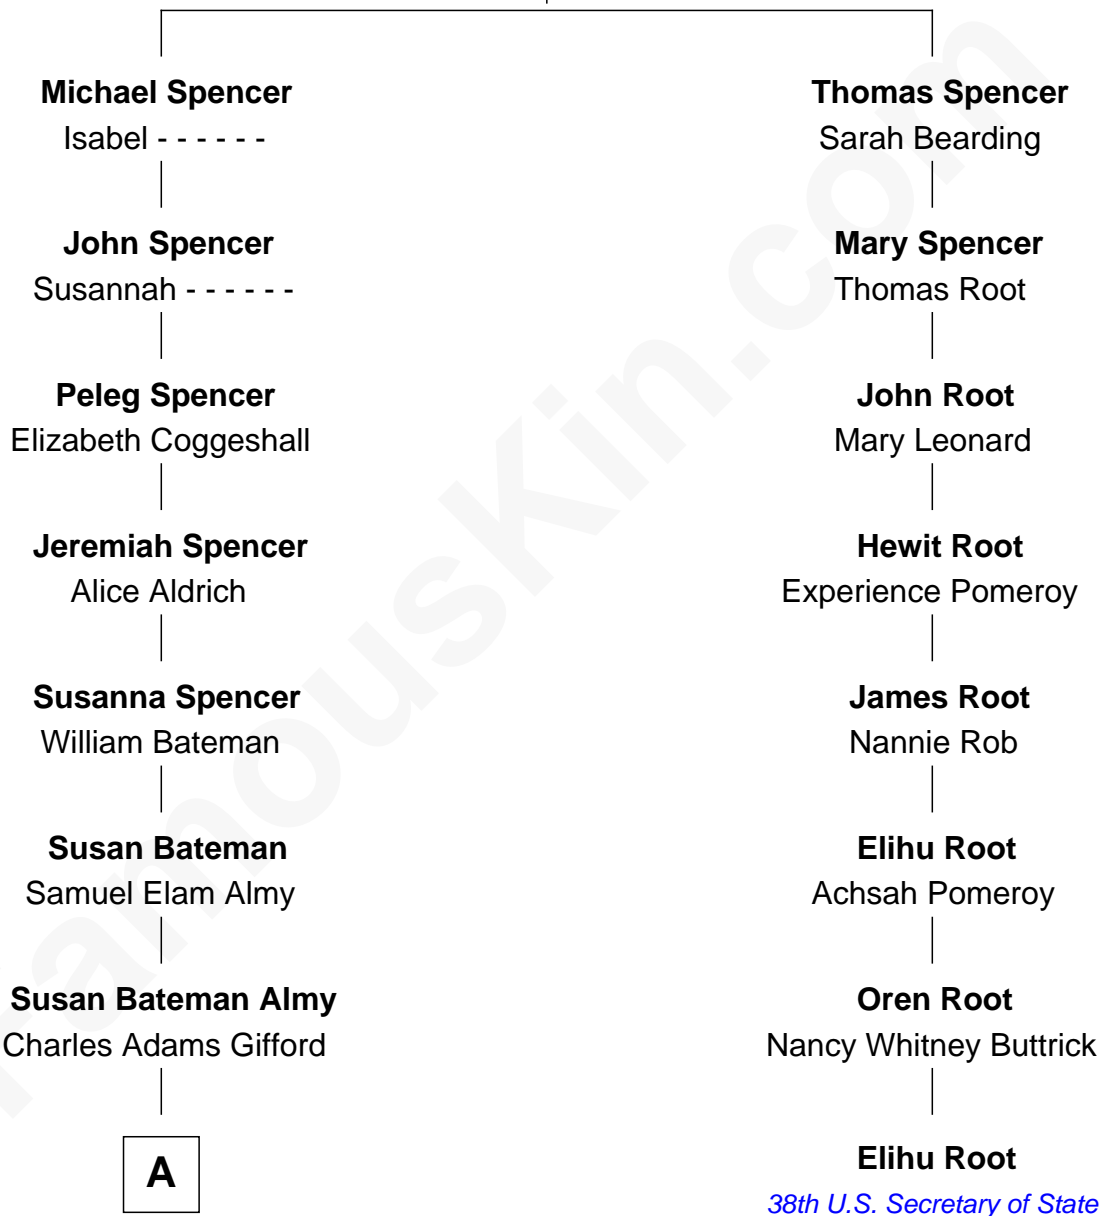 Michael Spencer
Isabel - - - - - -
John Spencer
Susannah - - - - - -
Peleg Spencer
Elizabeth Coggeshall
Jeremiah Spencer
Alice Aldrich
Susanna Spencer
William Bateman
Susan Bateman
Samuel Elam Almy
Susan Bateman Almy
Charles Adams Gifford
A
Thomas Spencer
Sarah Bearding
Mary Spencer
Thomas Root
John Root
Mary Leonard
Hewit Root
Experience Pomeroy
James Root
Nannie Rob
Elihu Root
Achsah Pomeroy
Oren Root
Nancy Whitney Buttrick
Elihu Root
38th U.S. Secretary of State
FamousKin.com